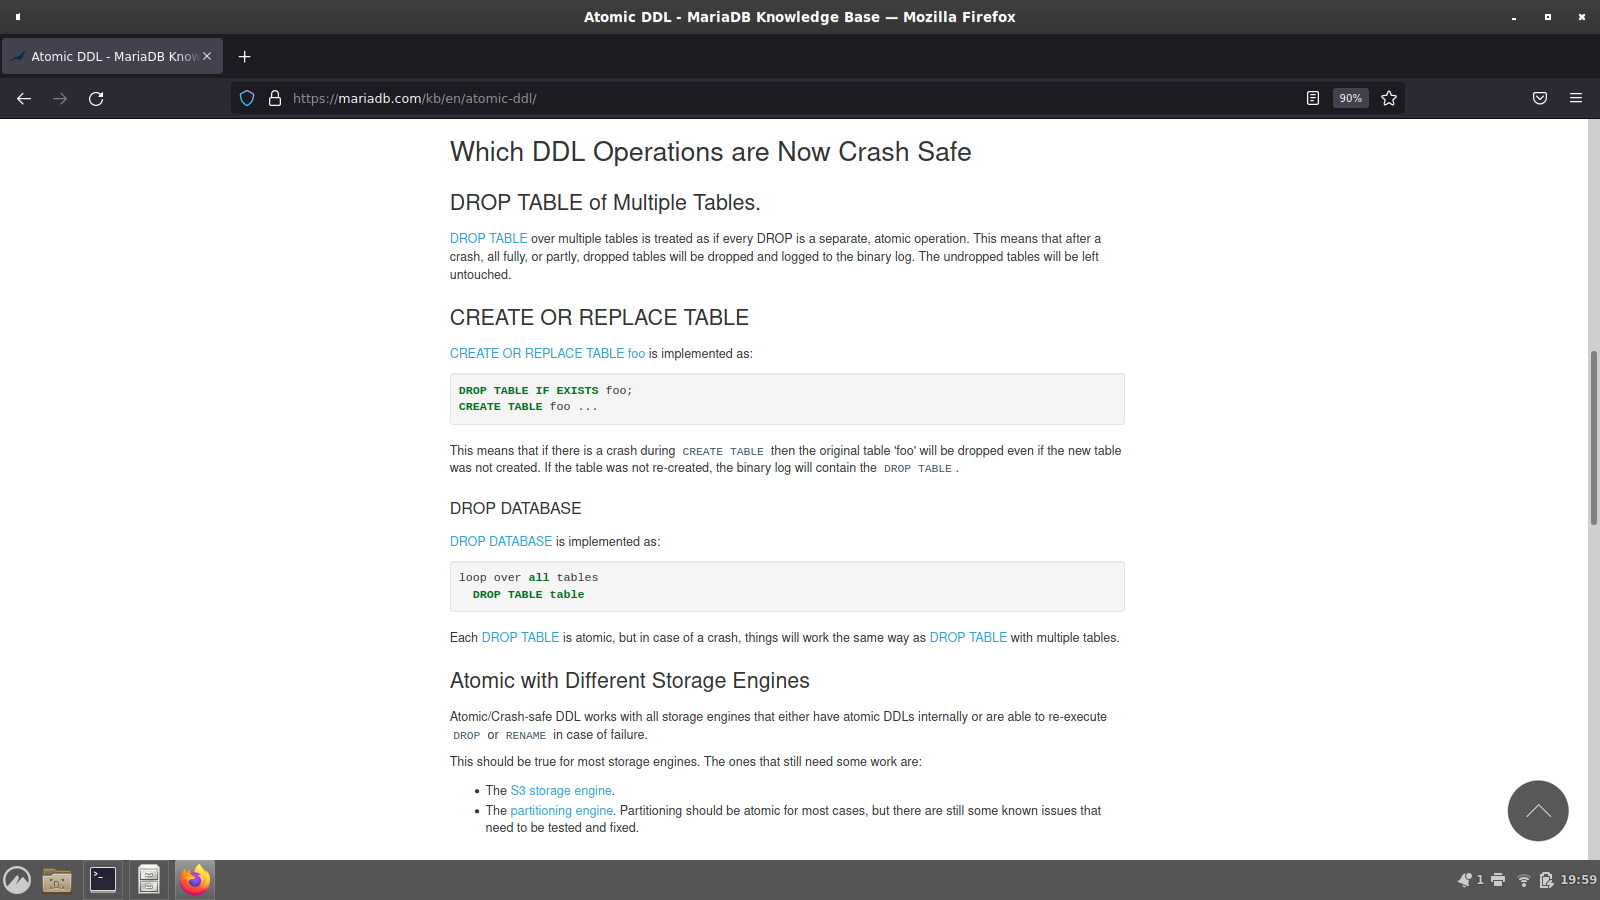 Atomic DDL - MariaDB Knowledge Base — Mozilla Firefox
Atomic DDL - MariaDB Know
https://mariadb.com/kb/en/atomic-ddl/
90%
Which DDL Operations are Now Crash Safe
DROP TABLE of Multiple Tables.
DROP TABLE over multiple tables is treated as if every DROP is a separate, atomic operation. This means that after a
crash, all fully, or partly, dropped tables will be dropped and logged to the binary log. The undropped tables will be left
untouched.
CREATE OR REPLACE TABLE
CREATE OR REPLACE TABLE foo is implemented as:
DROP TABLE IF EXISTS foo;
CREATE TABLE foo ...
This means that if there is a crash during CREATE TABLE then the original table 'foo' will be dropped even if the new table
was not created. If the table was not re-created, the binary log will contain the DROP TABLE .
DROP DATABASE
DROP DATABASE is implemented as:
loop over all tables
DROP TABLE table
Each DROP TABLE is atomic, but in case of a crash, things will work the same way as DROP TABLE with multiple tables.
Atomic with Different Storage Engines
Atomic/Crash-safe DDL works with all storage engines that either have atomic DDLs internally or are able to re-execute
DROP or RENAME in case of failure.
This should be true for most storage engines. The ones that still need some work are:
• The S3 storage engine.
• The partitioning engine. Partitioning should be atomic for most cases, but there are still some known issues that
need to be tested and fixed.
1
19:59